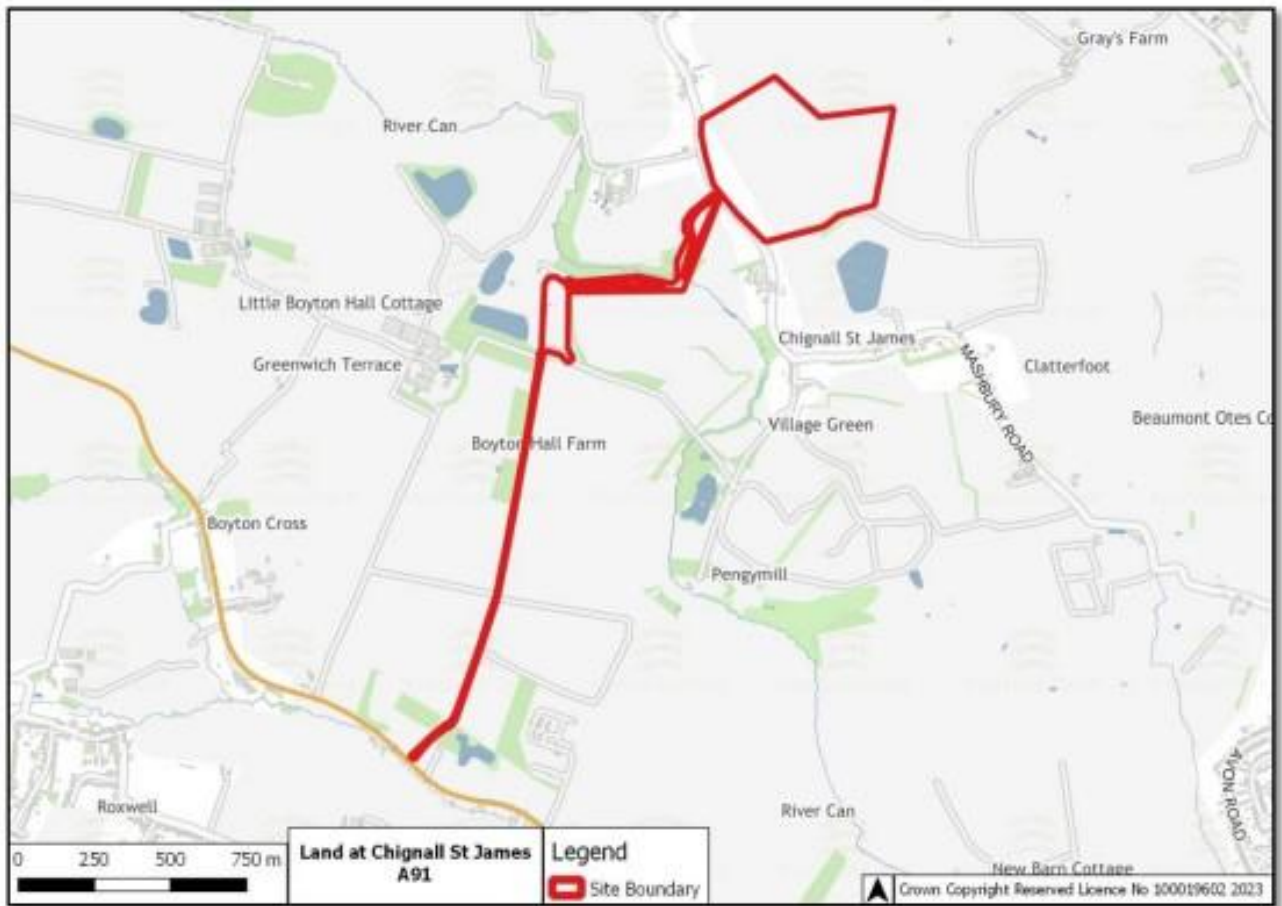 Gray's Farm
River Can
Little Boyton Hall Cottage
Chignall St James
Greenwich Terrace
MASHBURY ROAD
Clatterfoot
Beaumont Otes Co
Village Green
Boyton Hall Farm
Boyton Cross
Pengymill
AVON ROAD
Roxwell
River Can
New Barn Cottage
0 250 500 750 m
Land at Chignall St James
A91
Legend
Site Boundary
Crown Copyright Reserved Licence No 100019602 2023